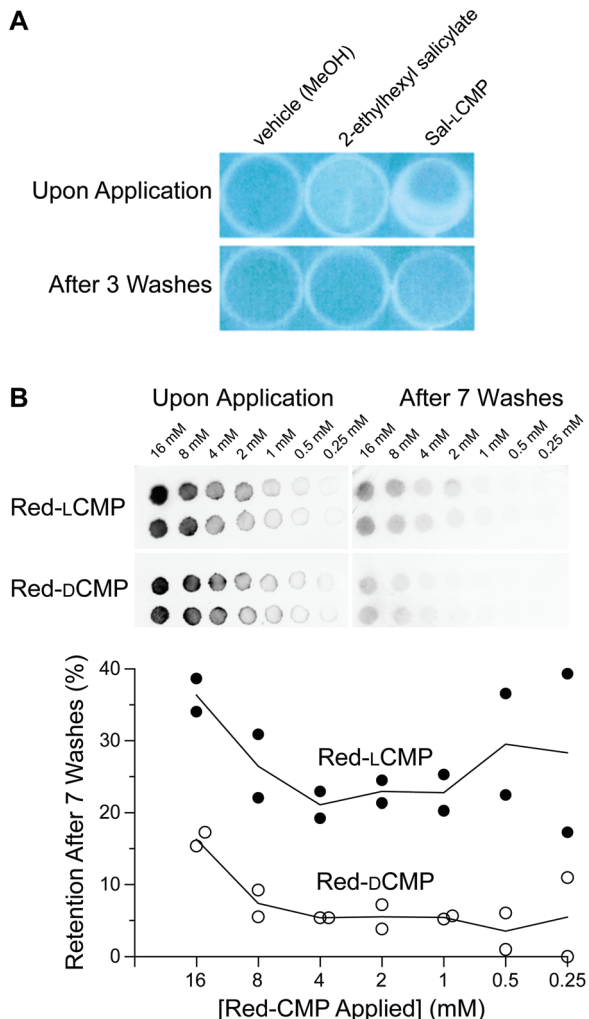 A
vehicle (MeOH)
2-ethylhexyl salicylate
Sal-LCMP
Upon Application
After 3 Washes
B
Upon Application
After 7 Washes
16 mM 8 mM 4 mM 2 mM 1 mM 0.5 mM 0.25 mM
16 mM 8 mM 4 mM 2 mM 1 mM 0.5 mM 0.25 mM
Red-LCMP
Red-DCMP
Retention After 7 Washes (%)
40
30
20
10
0
Red-LCMP
Red-DCMP
16 8 4 2 1 0.5 0.25
[Red-CMP Applied] (mM)